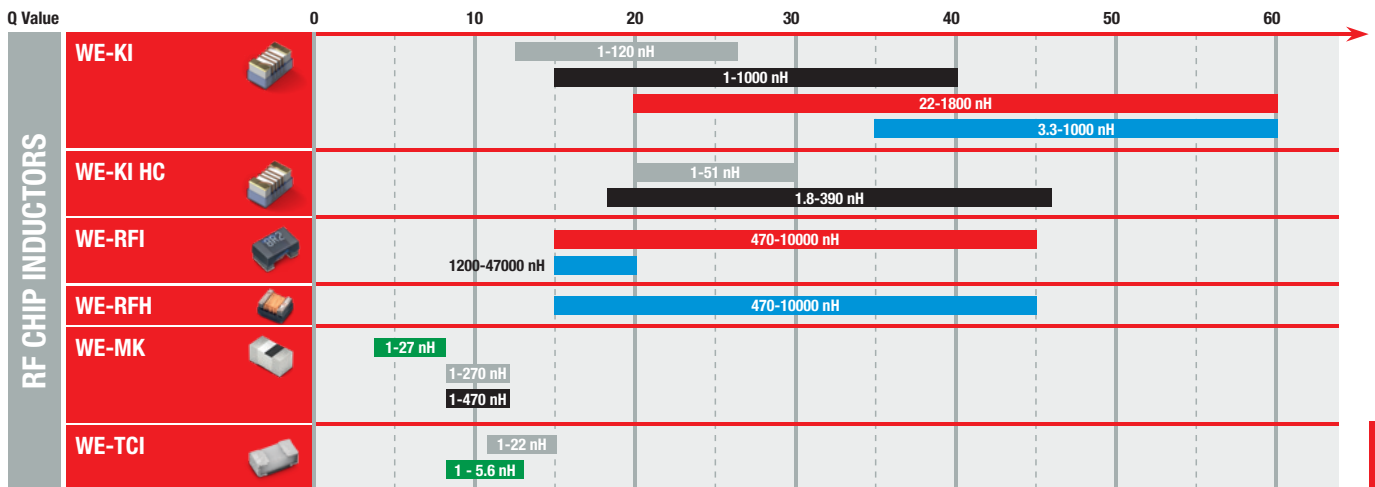 Q Value 0 10 20 30 40 50 60
RF CHIP INDUCTORS
WE-KI
1-120 nH
1-1000 nH
22-1800 nH
3.3-1000 nH
WE-KI HC
1-51 nH
1.8-390 nH
WE-RFI
BR2
470-10000 nH
1200-47000 nH
WE-RFH
470-10000 nH
WE-MK
1-27 nH
1-270 nH
1-470 nH
WE-TCI
1-22 nH
1 - 5.6 nH